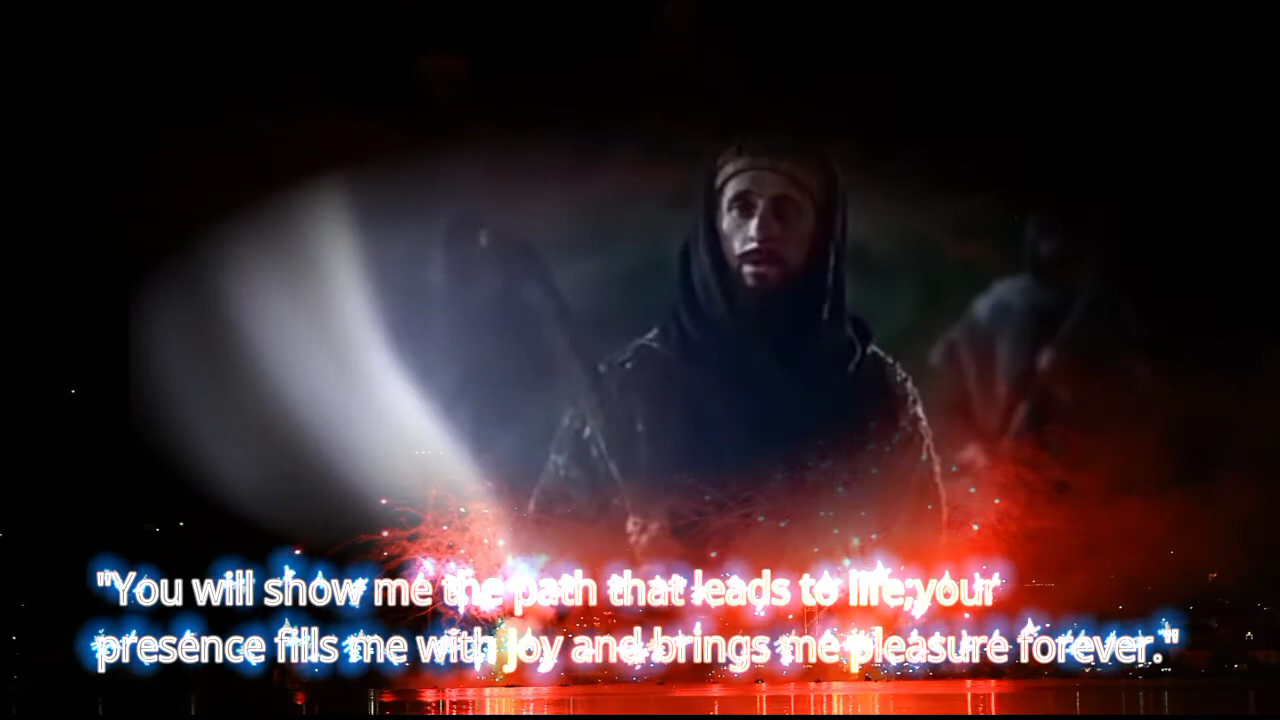 "You will show me the path that leads to life;your
presence fills me with joy and brings me pleasure forever."